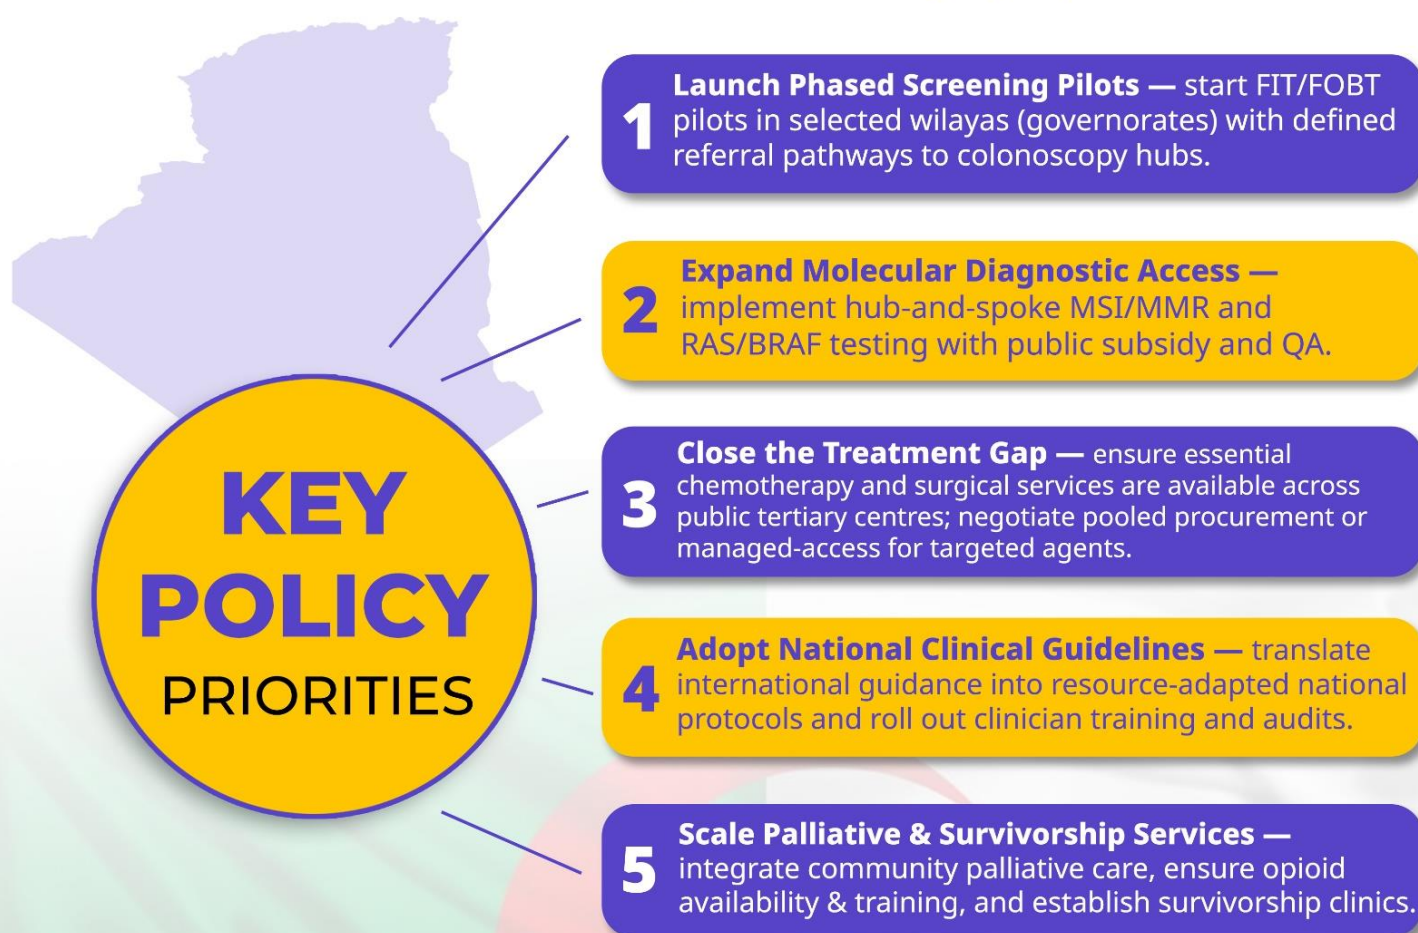 KEY
POLICY
PRIORITIES
1
Launch Phased Screening Pilots — start FIT/FOBT
pilots in selected wilayas (governorates) with defined
referral pathways to colonoscopy hubs.
2
Expand Molecular Diagnostic Access —
implement hub-and-spoke MSI/MMR and
RAS/BRAF testing with public subsidy and QA.
3
Close the Treatment Gap — ensure essential
chemotherapy and surgical services are available across
public tertiary centres; negotiate pooled procurement or
managed-access for targeted agents.
4
Adopt National Clinical Guidelines — translate
international guidance into resource-adapted national
protocols and roll out clinician training and audits.
5
Scale Palliative & Survivorship Services —
integrate community palliative care, ensure opioid
availability & training, and establish survivorship clinics.